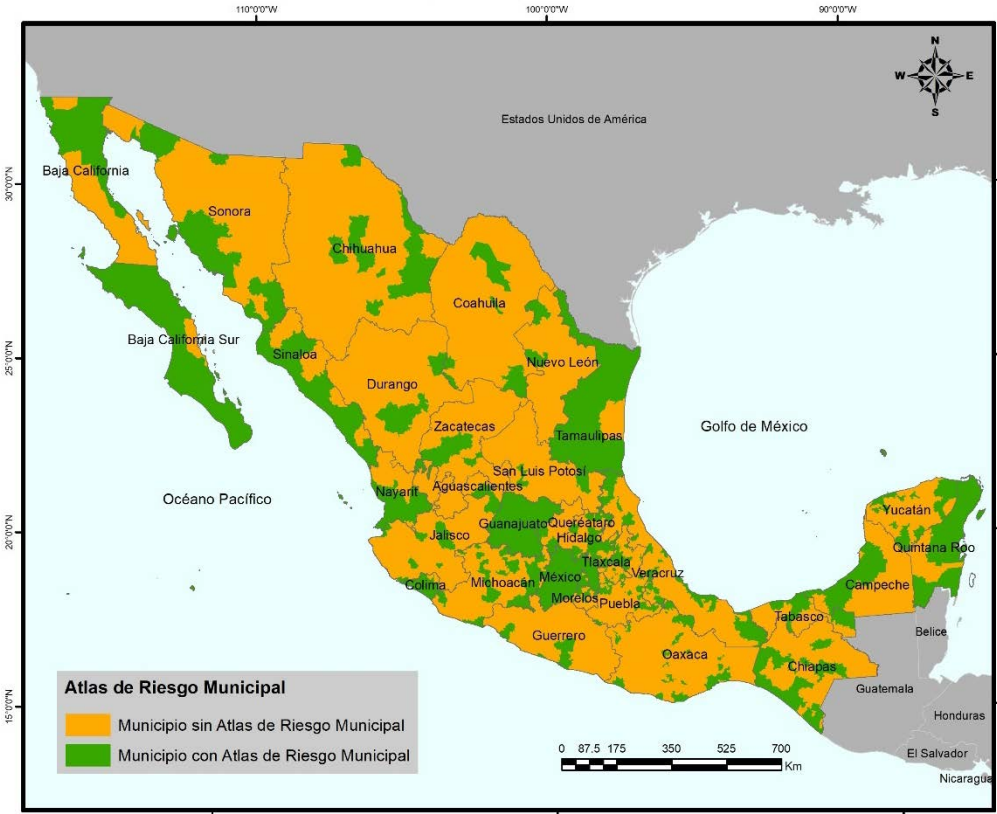 110°0'0"W
100°0'0"W
90°0'0"W
N
W
E
S
Estados Unidos de América
30°0'0"N
Baja California
Sonora
Chihuahua
Coahuila
25°0'0"N
Baja California Sur
Sinaloa
Nuevo León
Durango
Golfo de México
Zacatecas
Tamaulipas
San Luis Potosí
Océano Pacífico
Nayarit
Aguascalientes
Yucatán
20°0'0"N
Guanajuato
Querétaro
Jalisco
Hidalgo
Quintana Roo
Tlaxcala
Colima
Michoacán
México
Veracruz
Campeche
Morelos
Puebla
Tabasco
Guerrero
Belice
Oaxaca
Chiapas
15°0'0"N
Guatemala
Honduras
El Salvador
Nicaragua
Atlas de Riesgo Municipal
Municipio sin Atlas de Riesgo Municipal
Municipio con Atlas de Riesgo Municipal
0 87.5 175 350 525 700
Km